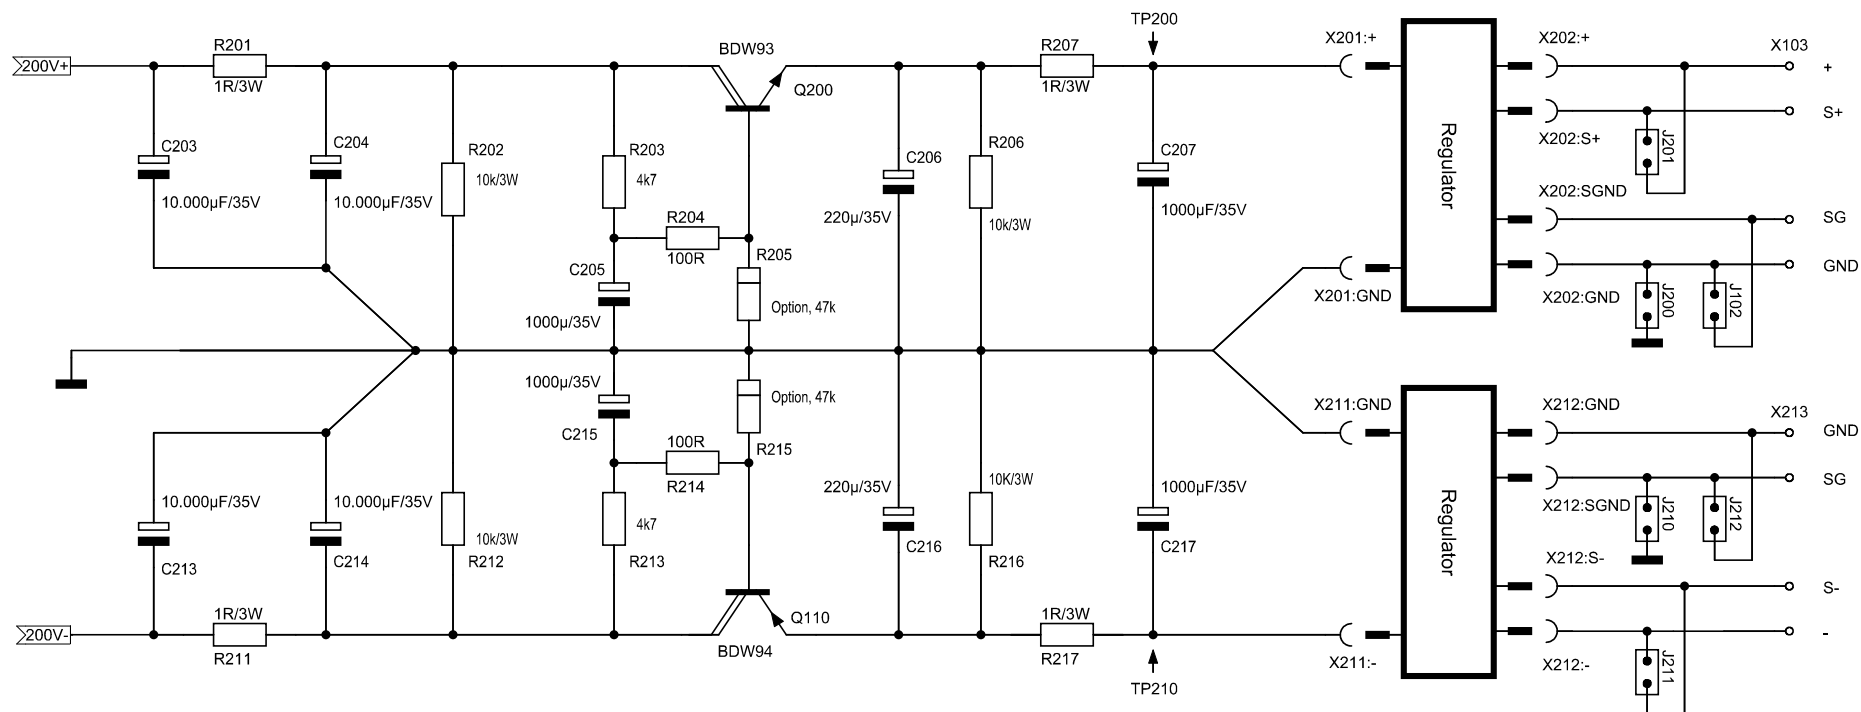 TP200
BDW93
R201
R207
X201:+
X202:+
X103
200V+
+
1R/3W
Q200
1R/3W
S+
C203
C204
R202
R203
C206
R206
C207
Regulator
X202:S+
J201
10k/3W
4k7
X202:SGND
10.000µF/35V
10.000µF/35V
R204
220µ/35V
10k/3W
1000µF/35V
SG
100R
R205
C205
GND
Option, 47k
X201:GND
X202:GND
J200
J102
1000µ/35V
1000µ/35V
Option, 47k
X211:GND
X212:GND
X213
C215
100R
R215
GND
R214
10K/3W
SG
10.000µF/35V
10.000µF/35V
220µ/35V
1000µF/35V
X212:SGND
J210
J212
4k7
Regulator
10k/3W
C213
C214
R212
R213
C216
R216
C217
X212:S-
S-
1R/3W
Q110
1R/3W
200V-
-
R211
BDW94
R217
X211:-
X212:-
J211
TP210